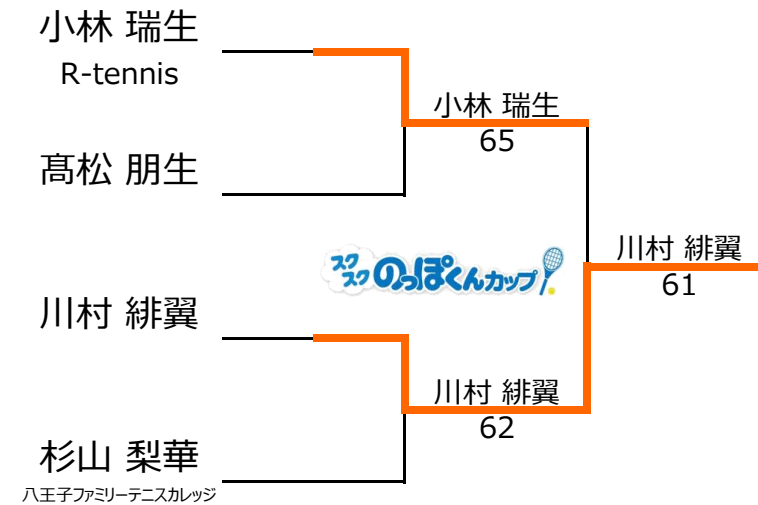 小林 瑞生
R-tennis
小林 瑞生
65
髙松 朋生
川村 緋翼
61
スクスク のっぽくんカップ
川村 緋翼
川村 緋翼
62
杉山 梨華
八王子ファミリーテニスカレッジ